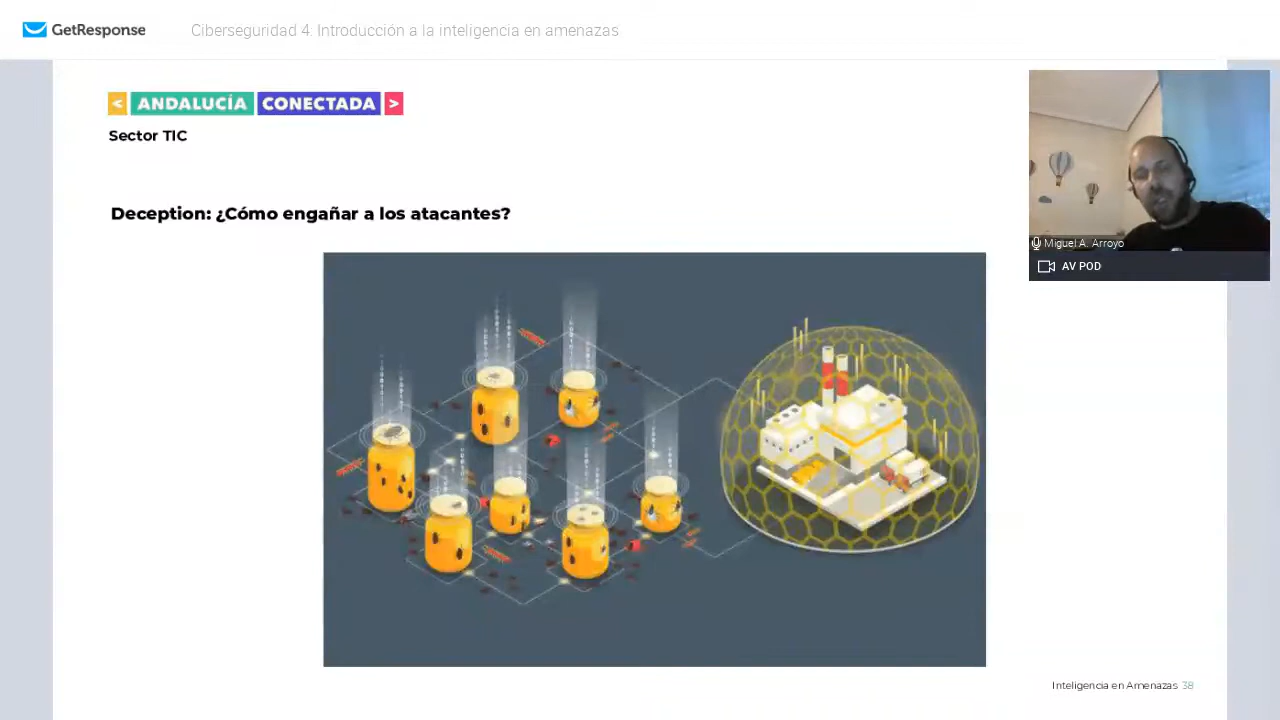 GetResponse
Ciberseguridad 4: Introducción a la inteligencia en amenazas
< ANDALUCÍA CONECTADA >
Sector TIC
Deception: ¿Cómo engañar a los atacantes?
Miguel A. Arroyo
AV POD
Inteligencia en Amenazas 38